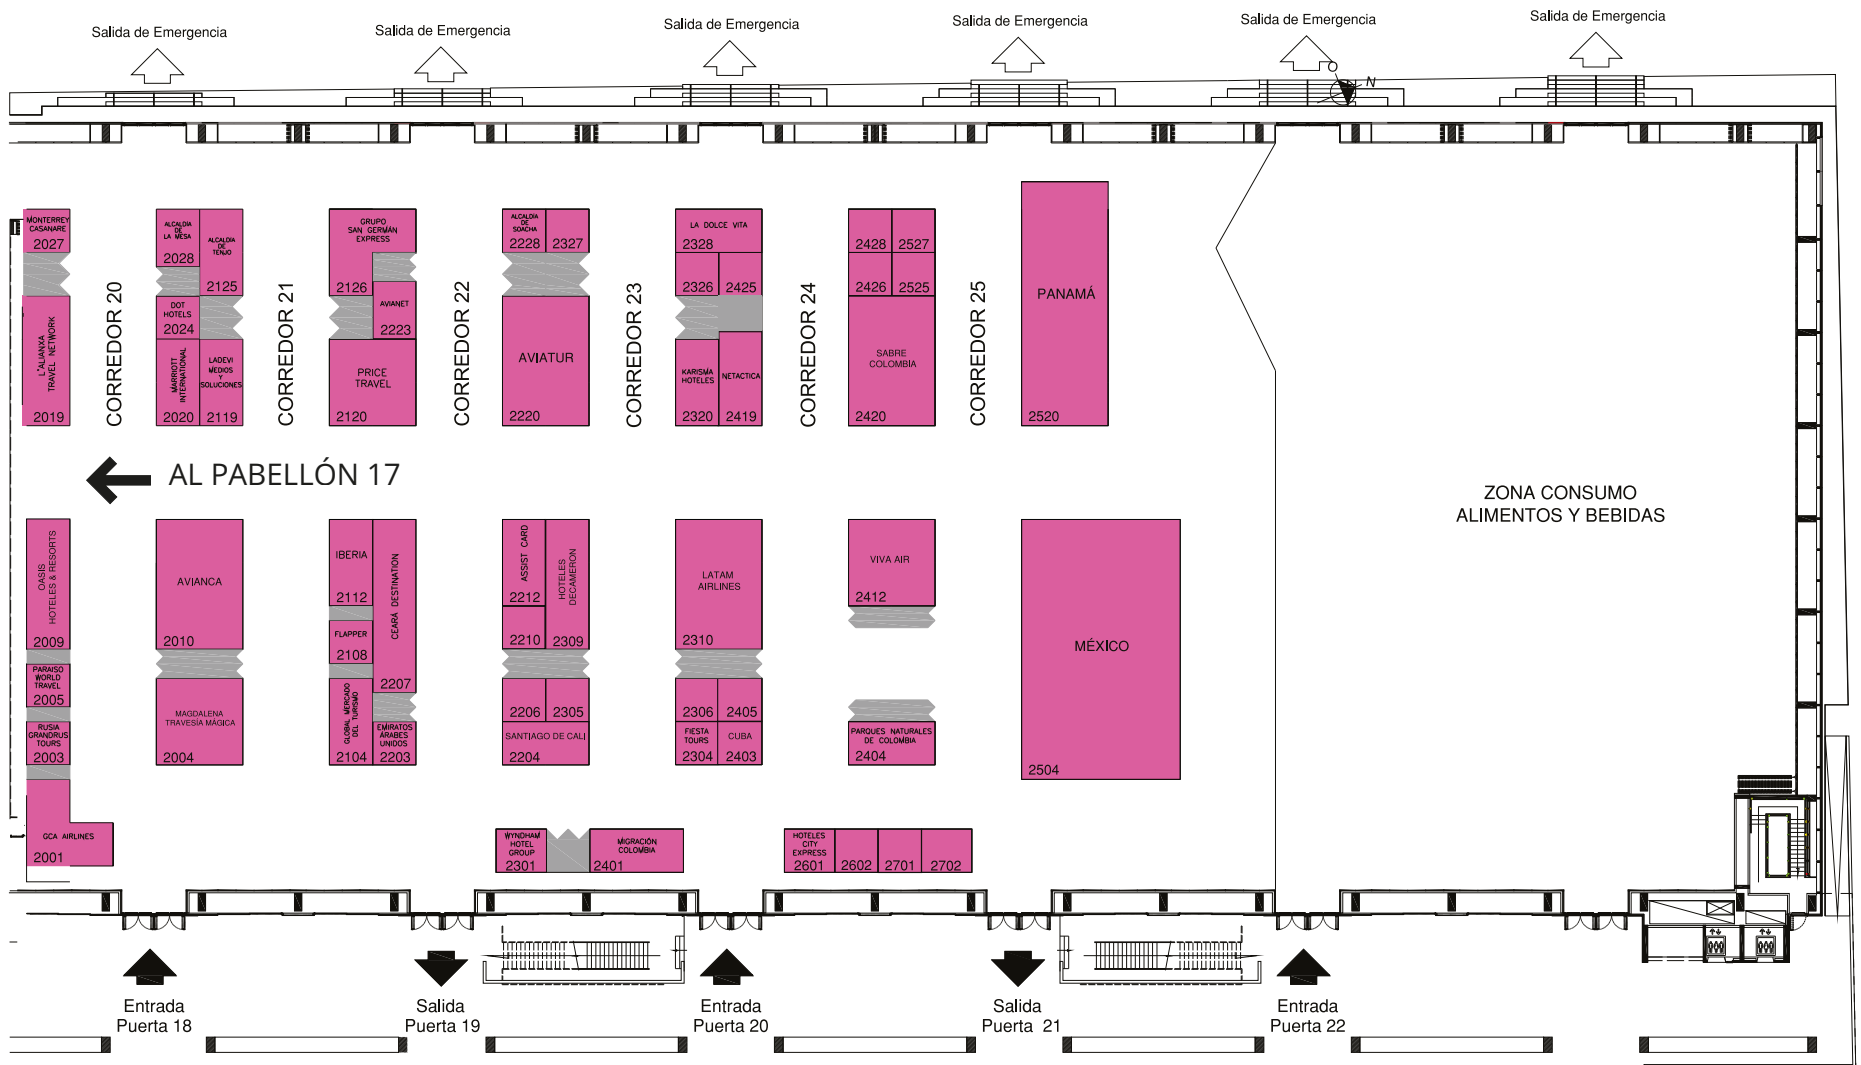 Salida de Emergencia
Salida de Emergencia
Salida de Emergencia
Salida de Emergencia
Salida de Emergencia
Salida de Emergencia
N
MONTERREY
CASANARE
2027
ALCALDÍA
DE
LA MESA
2028
ALCALDÍA
DE
TENJO
2125
GRUPO
SAN GERMÁN
EXPRESS
2126
ALCALDÍA
DE
SOACHA
2228
2327
LA DOLCE VITA
2328
2326
2425
2428
2527
2426
2525
PANAMÁ
2520
CORREDOR 20
CORREDOR 21
CORREDOR 22
CORREDOR 23
CORREDOR 24
CORREDOR 25
L'ALIANXA
TRAVEL NETWORK
2019
DOT
HOTELS
2024
MARRIOTT
INTERNATIONAL
2020
LADEVI
MEDIOS
Y
SOLUCIONES
2119
AVIANET
2223
PRICE
TRAVEL
2120
AVIATUR
2220
KARISMA
HOTELES
2320
NETACTICA
2419
SABRE
COLOMBIA
2420
AL PABELLÓN 17
ZONA CONSUMO
ALIMENTOS Y BEBIDAS
OASIS
HOTELES & RESORTS
2009
AVIANCA
2010
IBERIA
2112
CEARÁ DESTINATION
2207
ASSIST CARD
2212
2210
HOTELES
DECAMERON
2309
LATAM
AIRLINES
2310
VIVA AIR
2412
MÉXICO
2504
FLAPPER
2108
PARAISO
WORLD
TRAVEL
2005
RUSIA
GRANDRUS
TOURS
2003
MAGDALENA
TRAVESÍA MÁGICA
2004
GLOBAL MERCADO
DEL TURISMO
2104
EMIRATOS
ÁRABES
UNIDOS
2203
2206
2305
SANTIAGO DE CALI
2204
2306
2405
FIESTA
TOURS
2304
CUBA
2403
PARQUES NATURALES
DE COLOMBIA
2404
GCA AIRLINES
2001
WYNDHAM
HOTEL
GROUP
2301
MIGRACIÓN
COLOMBIA
2401
HOTELES
CITY
EXPRESS
2601
2602
2701
2702
Entrada
Puerta 18
Salida
Puerta 19
Entrada
Puerta 20
Salida
Puerta 21
Entrada
Puerta 22